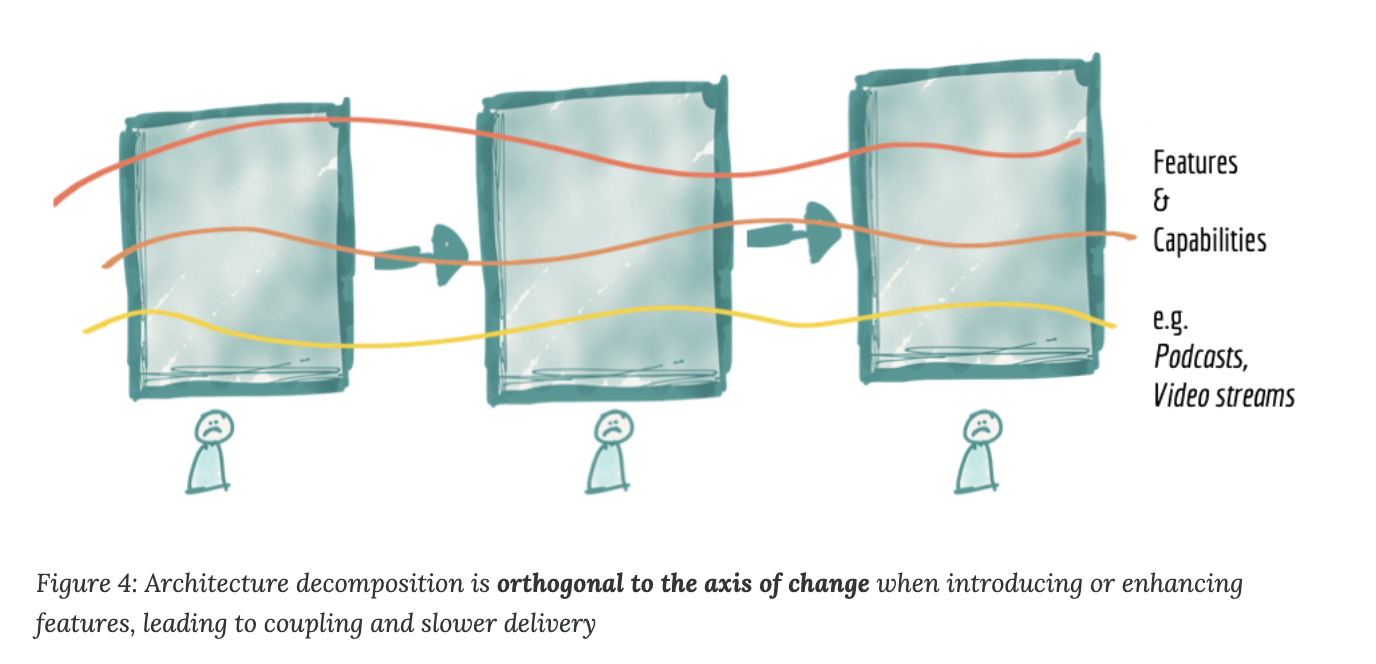 Features
&
Capabilities
e.g.
Podcasts,
Video streams
Figure 4: Architecture decomposition is orthogonal to the axis of change when introducing or enhancing
features, leading to coupling and slower delivery